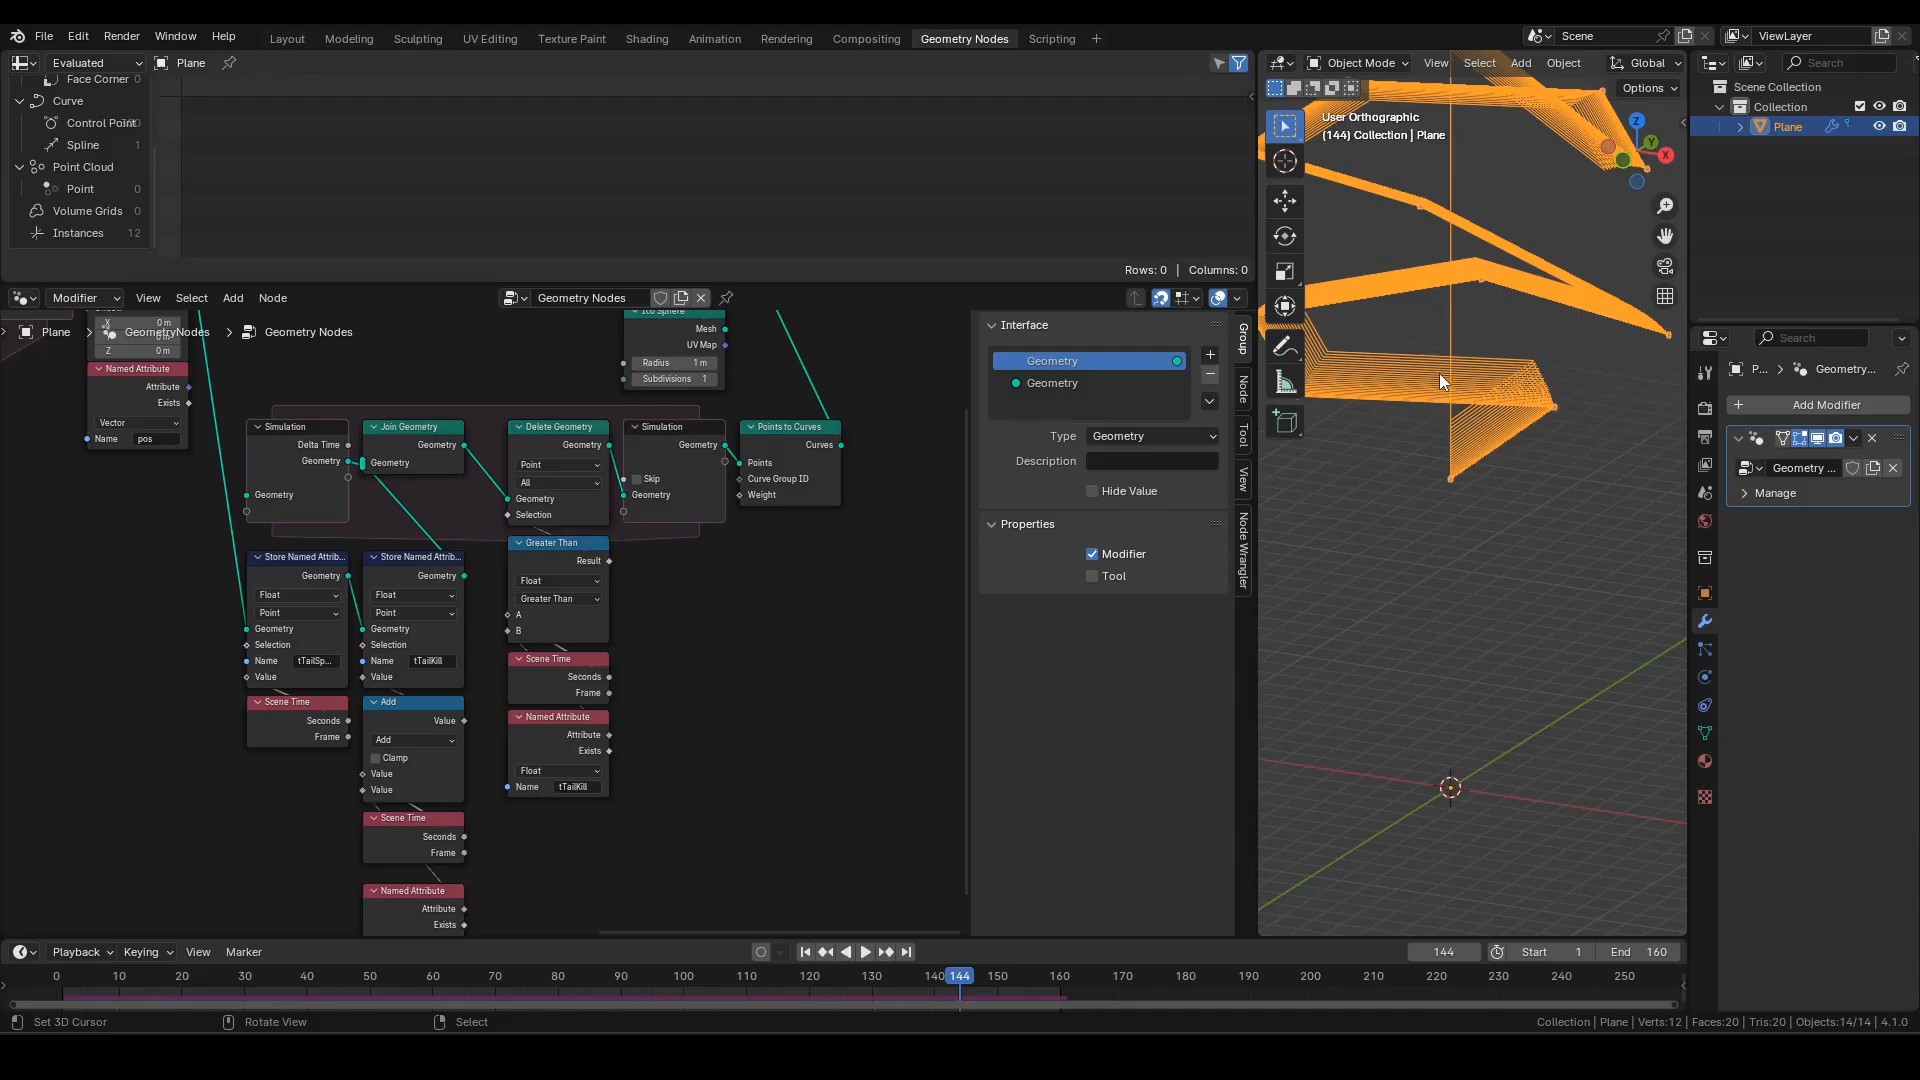 File Edit Render Window Help
Layout Modeling Sculpting UV Editing Texture Paint Shading Animation Rendering Compositing Geometry Nodes Scripting +
Scene
ViewLayer
Evaluated Plane
Face Corner 0
Curve
Spline 1
Point Cloud
Point 0
Volume Grids 0
Instances 12
Rows: 0 | Columns: 0
Object Mode View Select Add Object Global
Options
User Orthographic
(144) Collection | Plane
Z
Y
X
Search
Scene Collection
Collection
Plane
Modifier View Select Add Node
Geometry Nodes
Plane > GeometryNodes > Geometry Nodes
X 0 m
0 m
Z 0 m
Named Attribute
Attribute
Exists
Vector
Name pos
Mesh
UV Map
Radius 1 m
Subdivisions 1
Simulation
Delta Time
Geometry
Geometry
Join Geometry
Geometry
Geometry
Delete Geometry
Geometry
Point
All
Geometry
Selection
Simulation
Geometry
Skip
Geometry
Points to Curves
Curves
Points
Curve Group ID
Weight
Store Named Attrib...
Geometry
Float
Point
Geometry
Selection
Name tTailSp...
Value
Scene Time
Seconds
Frame
Store Named Attrib...
Geometry
Float
Point
Geometry
Selection
Name tTailKill
Value
Add
Value
Add
Clamp
Value
Value
Scene Time
Seconds
Frame
Named Attribute
Attribute
Exists
Greater Than
Result
Float
Greater Than
A
B
Scene Time
Seconds
Frame
Named Attribute
Attribute
Exists
Float
Name tTailKill
Interface
Geometry
Geometry
Type Geometry
Description
Hide Value
Properties
Modifier
Tool
Group
Node
Tool
View
Node Wrangler
Search
P... > Geometry...
Add Modifier
Geometry ...
Manage
Playback Keying View Marker
144 Start 1 End 160
0 10 20 30 40 50 60 70 80 90 100 110 120 130 140 144 150 160 170 180 190 200 210 220 230 240 250
Set 3D Cursor Rotate View Select
Collection | Plane | Verts:12 | Faces:20 | Tris:20 | Objects:14/14 | 4.1.0